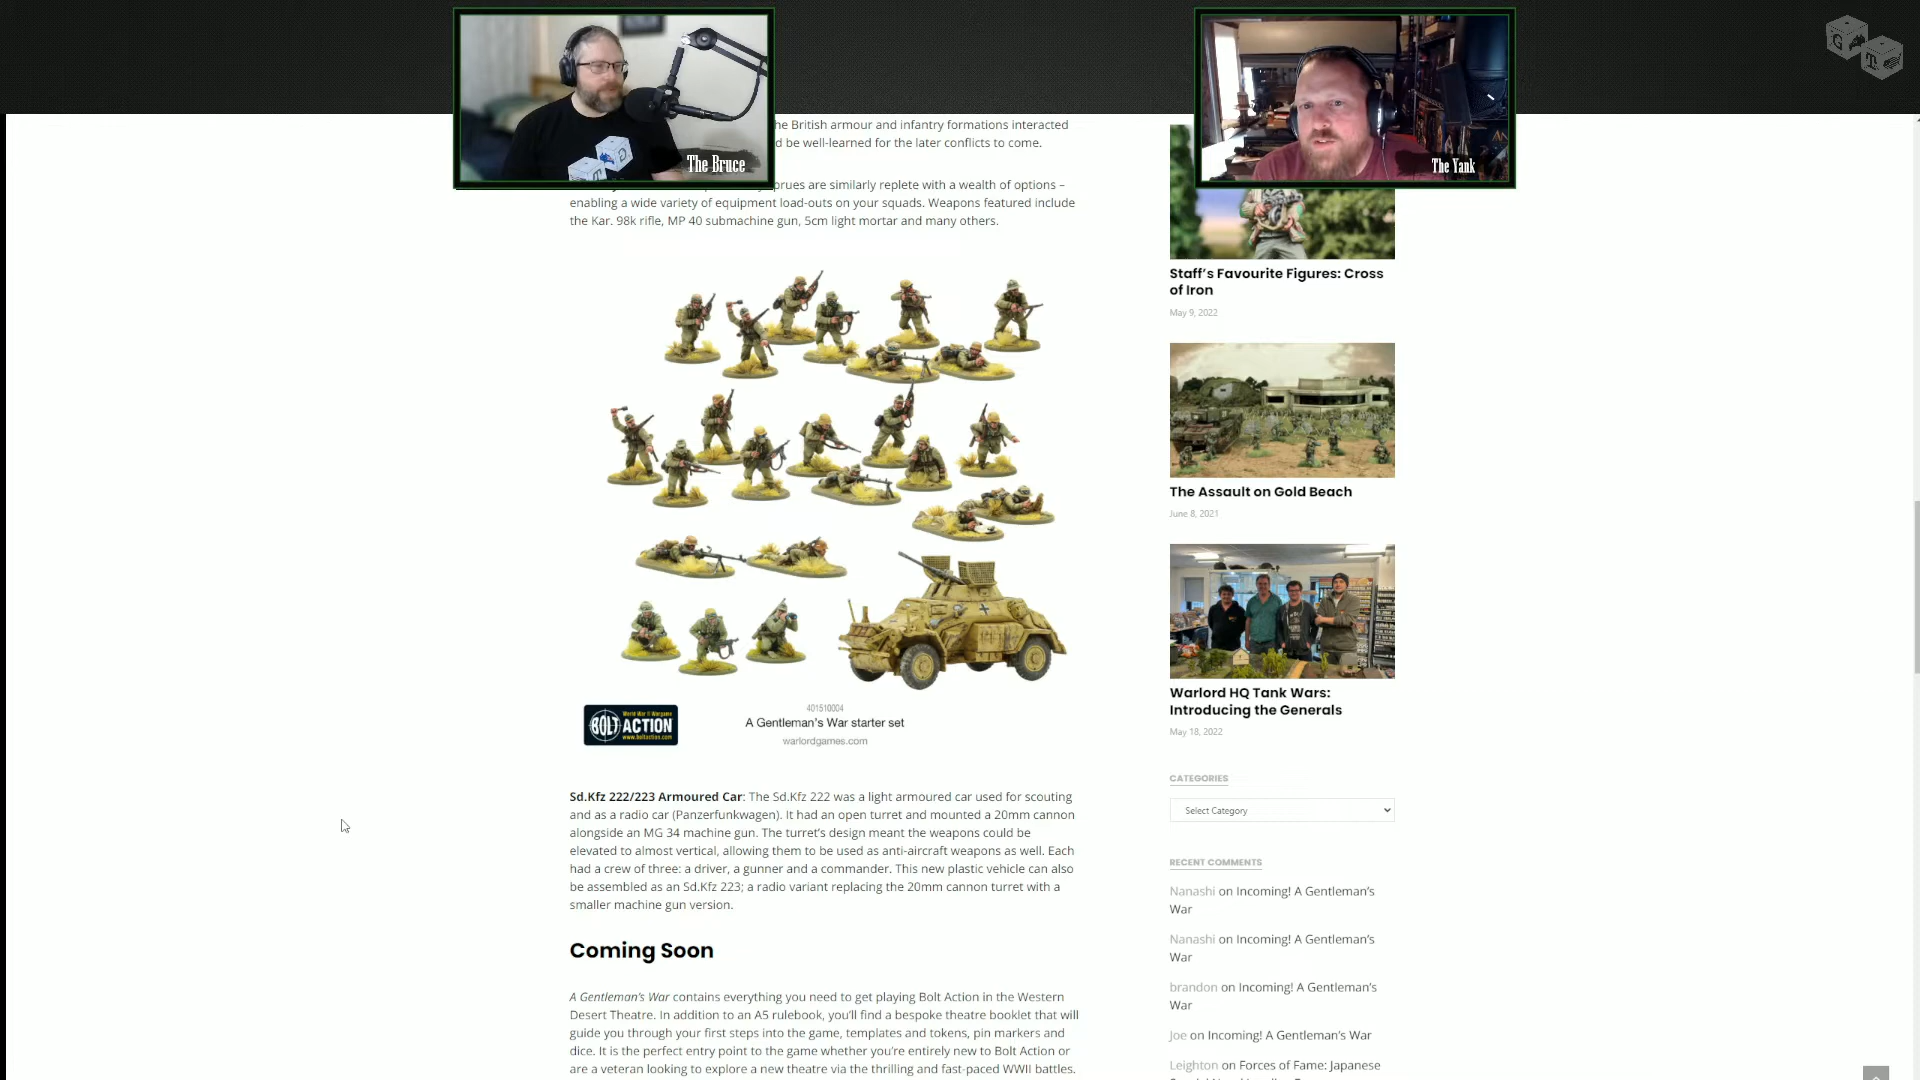 The Bruce
The Yank
G
T
he British armour and infantry formations interacted
d be well-learned for the later conflicts to come.
prues are similarly replete with a wealth of options –
enabling a wide variety of equipment load-outs on your squads. Weapons featured include
the Kar. 98k rifle, MP 40 submachine gun, 5cm light mortar and many others.
401510004
BOLT ACTION
World War II Wargame
www.boltaction.com
A Gentleman's War starter set
warlordgames.com
Sd.Kfz 222/223 Armoured Car: The Sd.Kfz 222 was a light armoured car used for scouting
and as a radio car (Panzerfunkwagen). It had an open turret and mounted a 20mm cannon
alongside an MG 34 machine gun. The turret's design meant the weapons could be
elevated to almost vertical, allowing them to be used as anti-aircraft weapons as well. Each
had a crew of three: a driver, a gunner and a commander. This new plastic vehicle can also
be assembled as an Sd.Kfz 223; a radio variant replacing the 20mm cannon turret with a
smaller machine gun version.
Coming Soon
A Gentleman's War contains everything you need to get playing Bolt Action in the Western
Desert Theatre. In addition to an A5 rulebook, you'll find a bespoke theatre booklet that will
guide you through your first steps into the game, templates and tokens, pin markers and
dice. It is the perfect entry point to the game whether you're entirely new to Bolt Action or
are a veteran looking to explore a new theatre via the thrilling and fast-paced WWII battles.
Staff's Favourite Figures: Cross
of Iron
May 9, 2022
The Assault on Gold Beach
June 8, 2021
Warlord HQ Tank Wars:
Introducing the Generals
May 18, 2022
CATEGORIES
Select Category
RECENT COMMENTS
Nanashi on Incoming! A Gentleman's
War
Nanashi on Incoming! A Gentleman's
War
brandon on Incoming! A Gentleman's
War
Joe on Incoming! A Gentleman's War
Leighton on Forces of Fame: Japanese